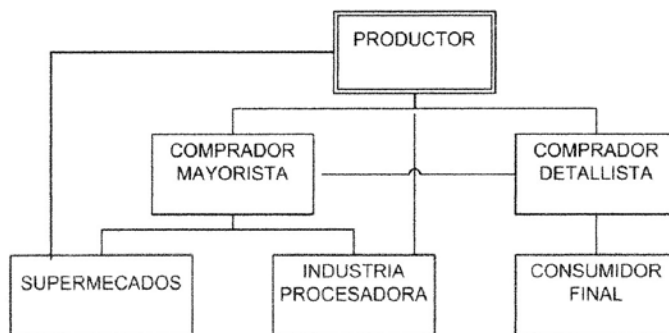 PRODUCTOR
COMPRADOR
MAYORISTA
COMPRADOR
DETALLISTA
SUPERMECADOS
INDUSTRIA
PROCESADORA
CONSUMIDOR
FINAL